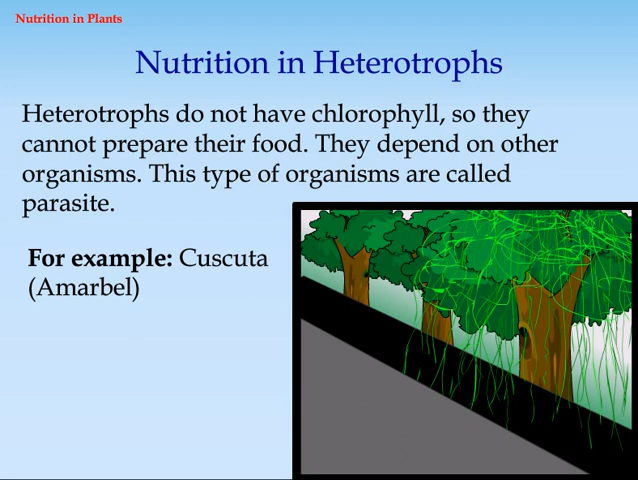 Nutrition in Plants
Nutrition in Heterotrophs
Heterotrophs do not have chlorophyll, so they
cannot prepare their food. They depend on other
organisms. This type of organisms are called
parasite.
For example: Cuscuta
(Amarbel)